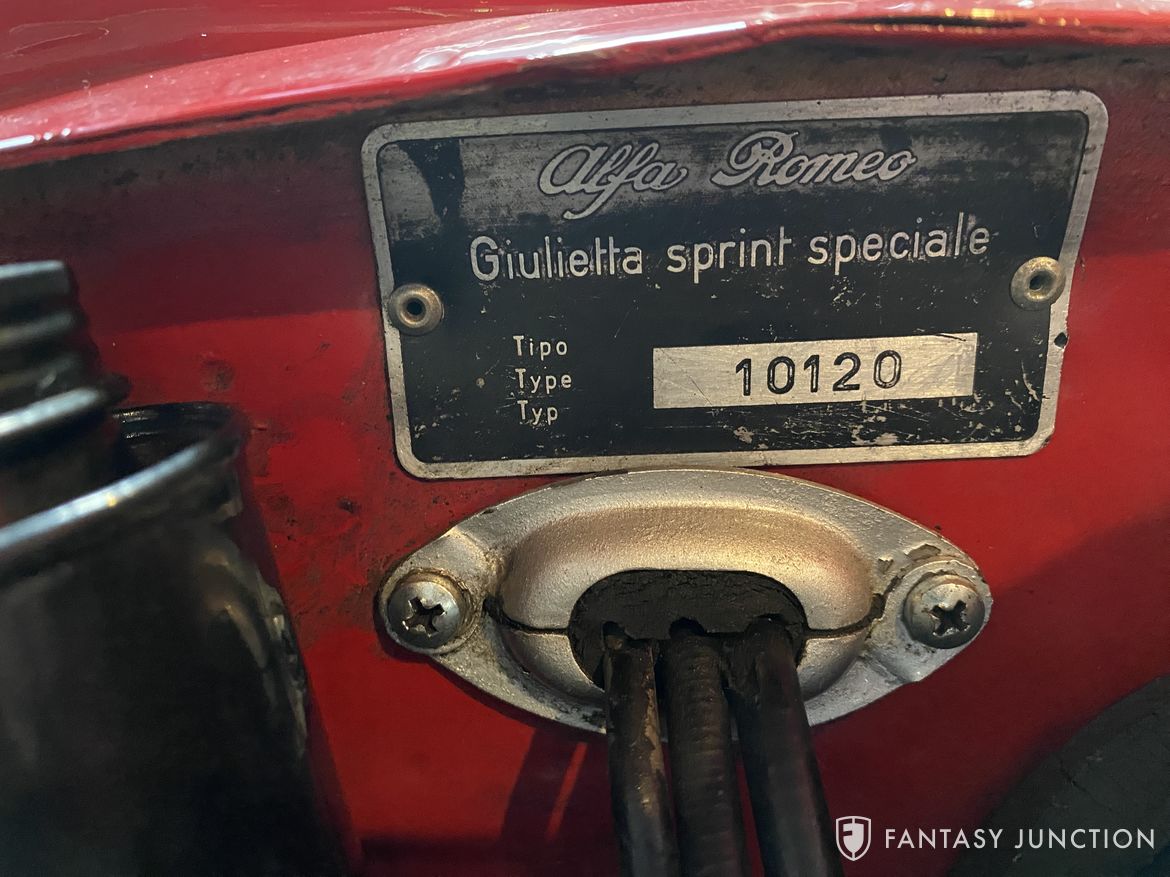 Alfa Romeo
Giulietta sprint speciale
Tipo
Type 10120
Typ
FANTASY JUNCTION